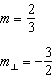 m = 2/3
m⊥ = −3/2